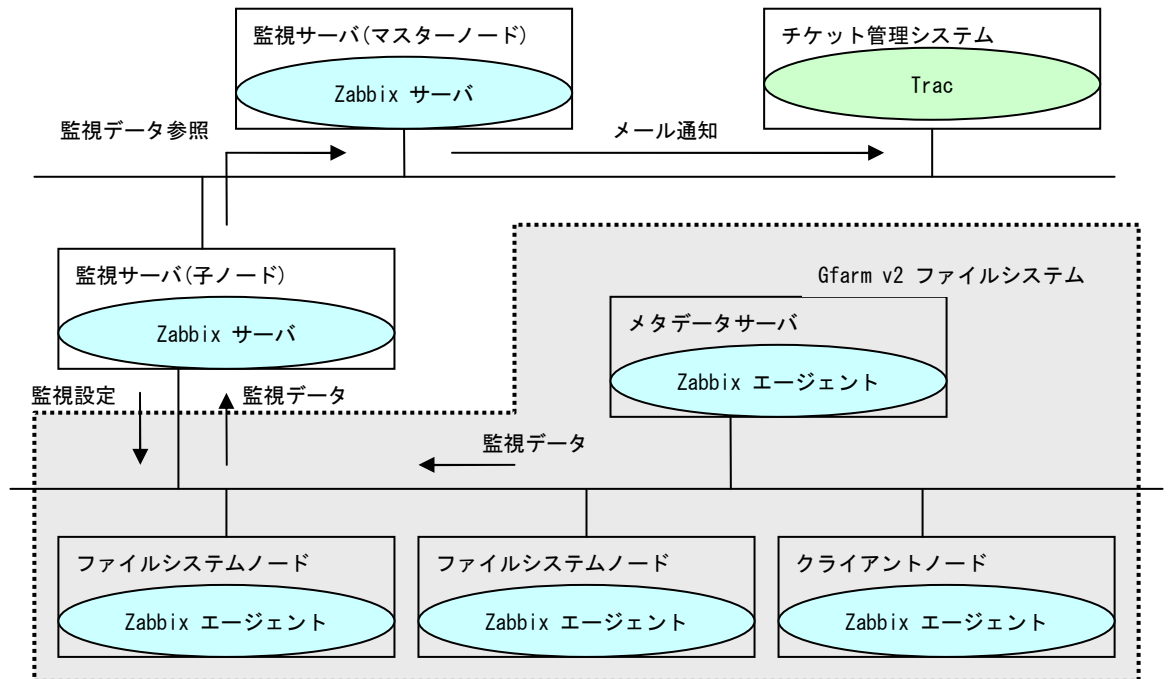 監視サーバ(マスターノード)
Zabbix サーバ
チケット管理システム
Trac
監視データ参照
メール通知
監視サーバ(子ノード)
Zabbix サーバ
Gfarm v2 ファイルシステム
メタデータサーバ
Zabbix エージェント
監視設定
監視データ
監視データ
ファイルシステムノード
Zabbix エージェント
ファイルシステムノード
Zabbix エージェント
クライアントノード
Zabbix エージェント